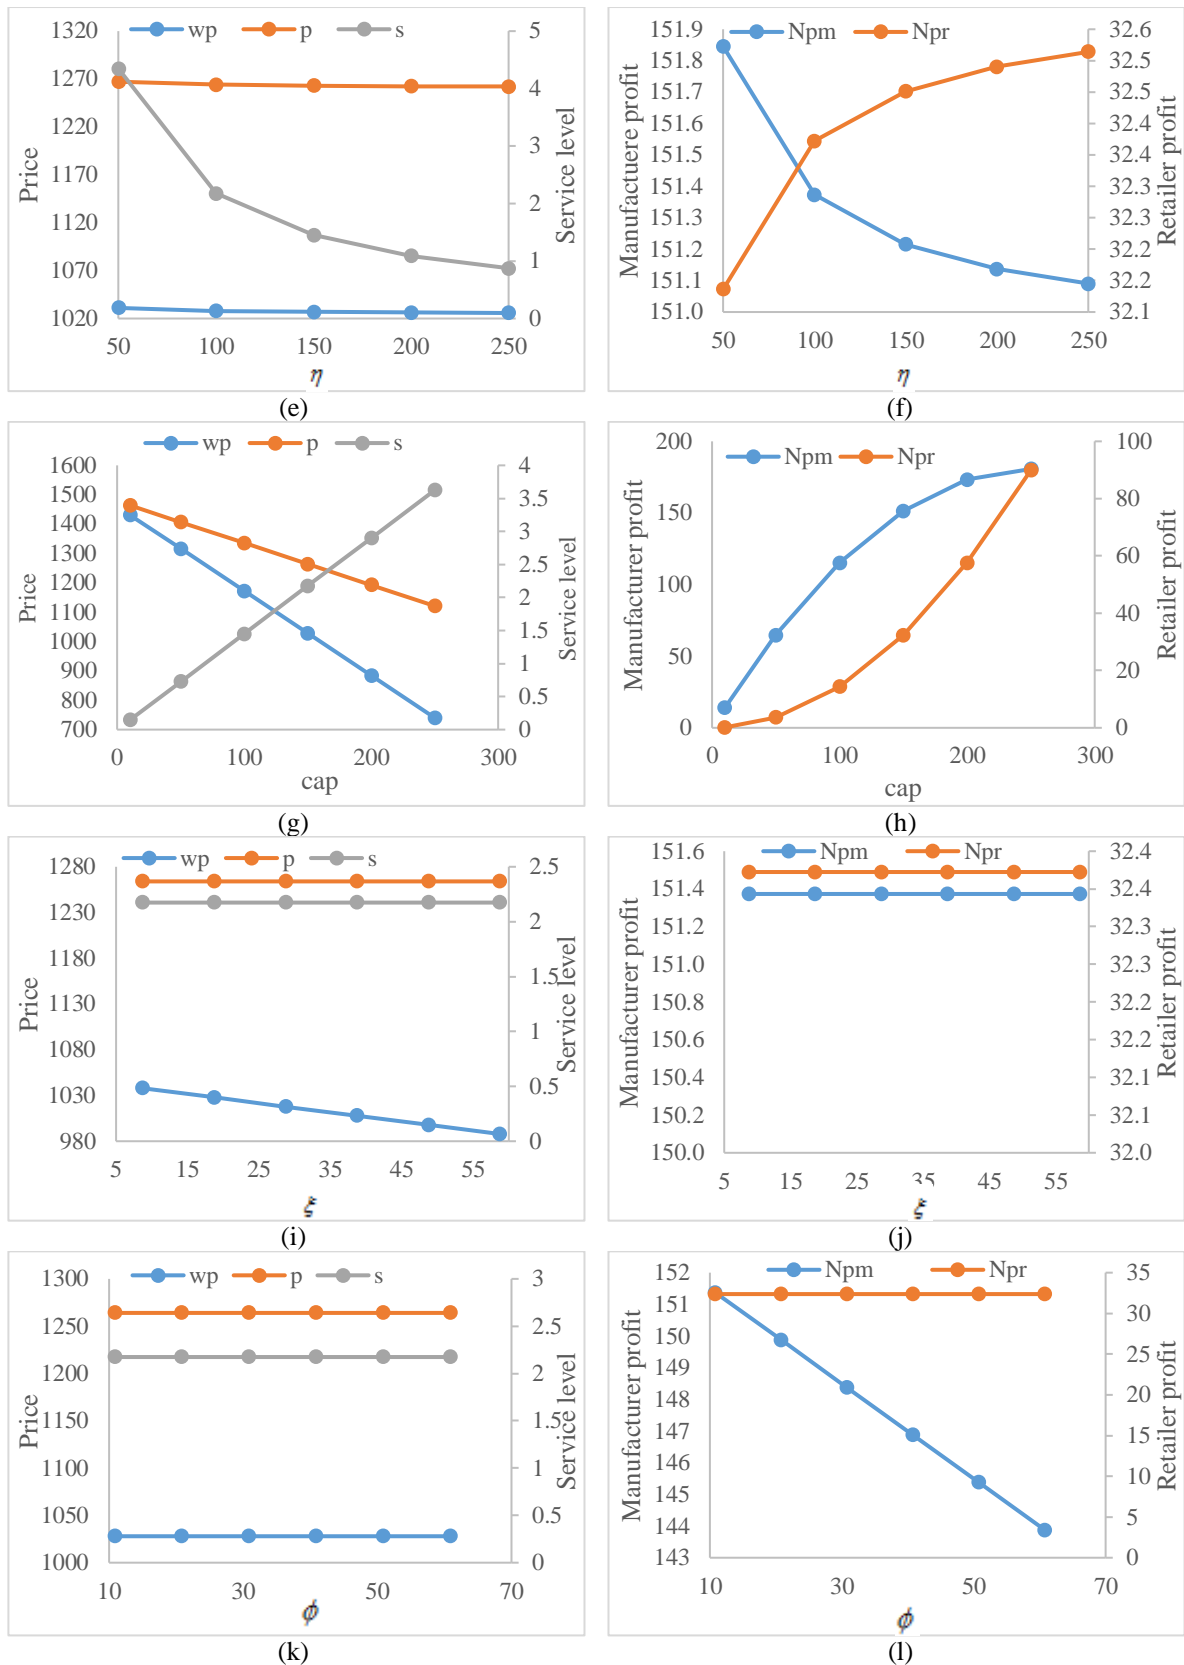 wp p s
1320
1270
1220
1170
1120
1070
1020
Price
5
4
3
2
1
0
Service level
50 100 150 200 250
η
(e)
Npm Npr
151.9
151.8
151.7
151.6
151.5
151.4
151.3
151.2
151.1
151.0
Manufactuere profit
32.6
32.5
32.5
32.4
32.4
32.3
32.3
32.2
32.2
32.1
Retailer profit
50 100 150 200 250
η
(f)
wp p s
1600
1500
1400
1300
1200
1100
1000
900
800
700
Price
4
3.5
3
2.5
2
1.5
1
0.5
0
Service level
0 100 200 300
cap
(g)
Npm Npr
200
150
100
50
0
Manufacturer profit
100
80
60
40
20
0
Retailer profit
0 100 200 300
cap
(h)
wp p s
1280
1230
1180
1130
1080
1030
980
Price
2.5
2
1.5
1
0.5
0
Service level
5 15 25 35 45 55
ξ
(i)
Npm Npr
151.6
151.4
151.2
151.0
150.8
150.6
150.4
150.2
150.0
Manufacturer profit
32.4
32.4
32.3
32.3
32.2
32.2
32.1
32.1
32.0
Retailer profit
5 15 25 35 45 55
ξ
(j)
wp p s
1300
1250
1200
1150
1100
1050
1000
Price
3
2.5
2
1.5
1
0.5
0
Service level
10 30 50 70
ϕ
(k)
Npm Npr
152
151
150
149
148
147
146
145
144
143
Manufacturer profit
35
30
25
20
15
10
5
0
Retailer profit
10 30 50 70
ϕ
(l)